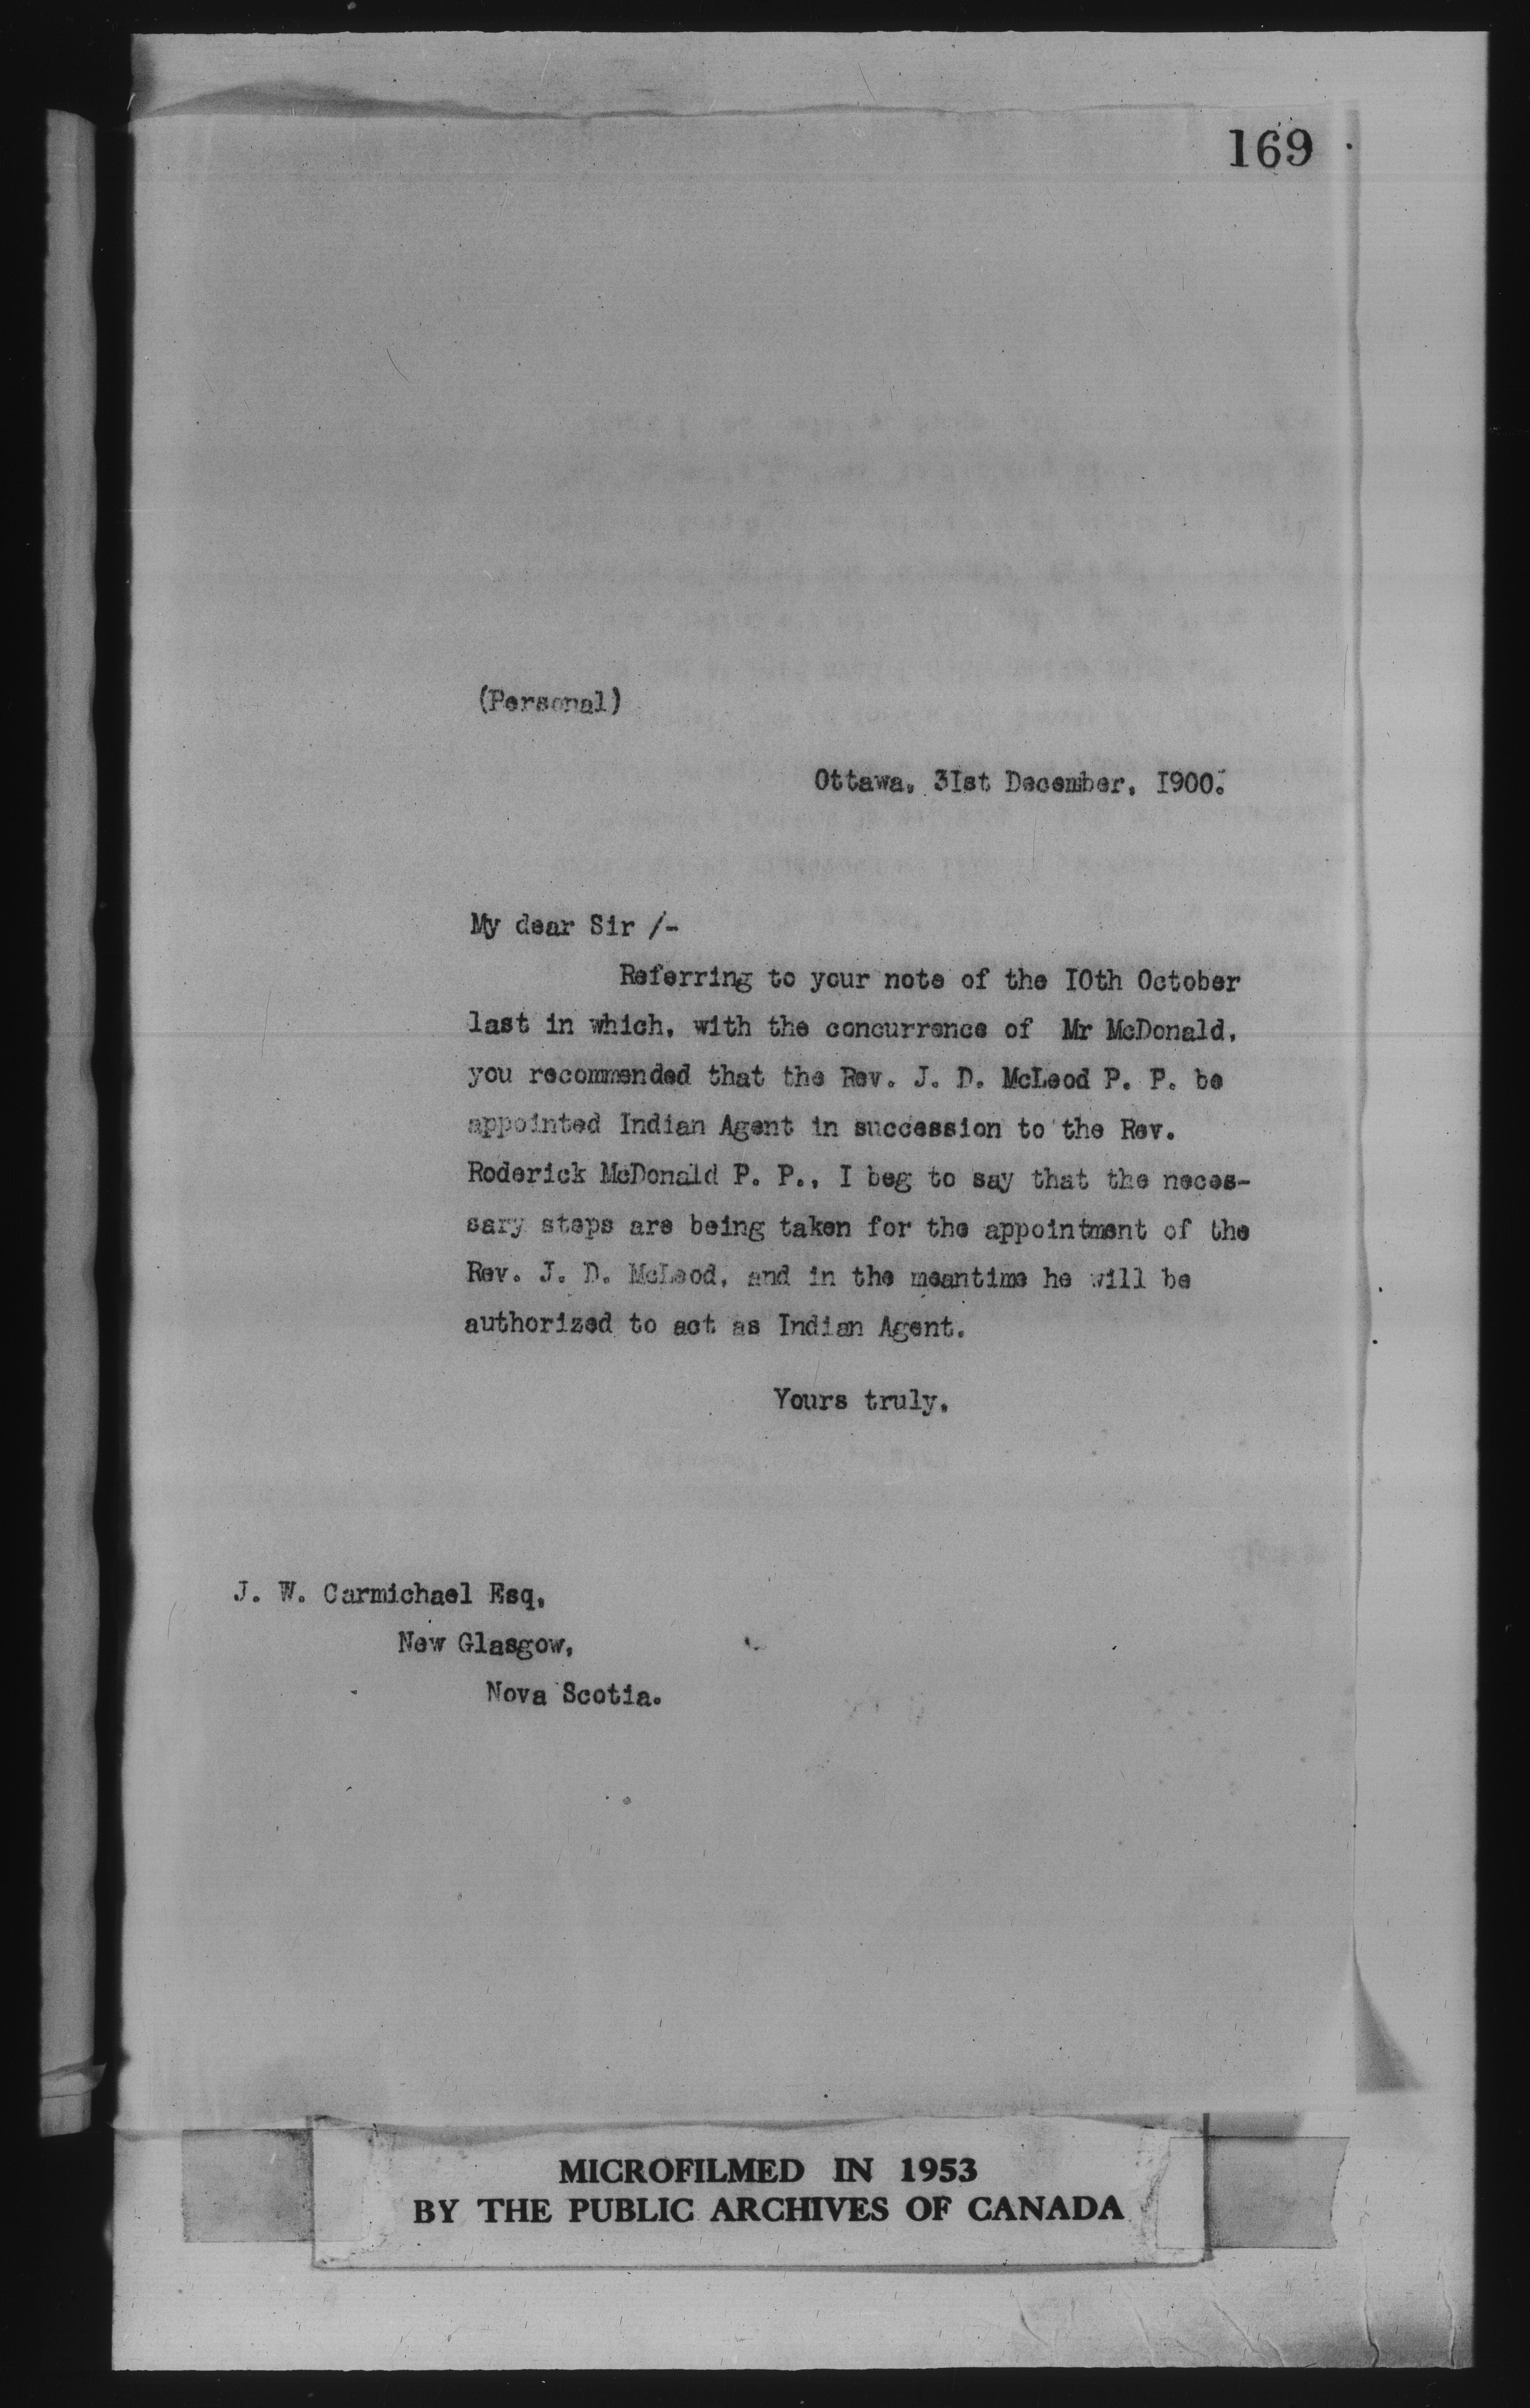 169
(Personal)
Ottawa, 3Ist December, I900.
My dear Sir /-
Referring to your note of the I0th October
last in which, with the concurrence of Mr McDonald,
you recommended that the Rev. J. D. McLeod P. P. be
appointed Indian Agent in succession to the Rev.
Roderick McDonald P. P., I beg to say that the neces-
sary steps are being taken for the appointment of the
Rev. J. D. McLeod, and in the meantime he will be
authorized to act as Indian Agent.
Yours truly,
J. W. Carmichael Esq,
New Glasgow,
Nova Scotia.
MICROFILMED IN 1953
BY THE PUBLIC ARCHIVES OF CANADA